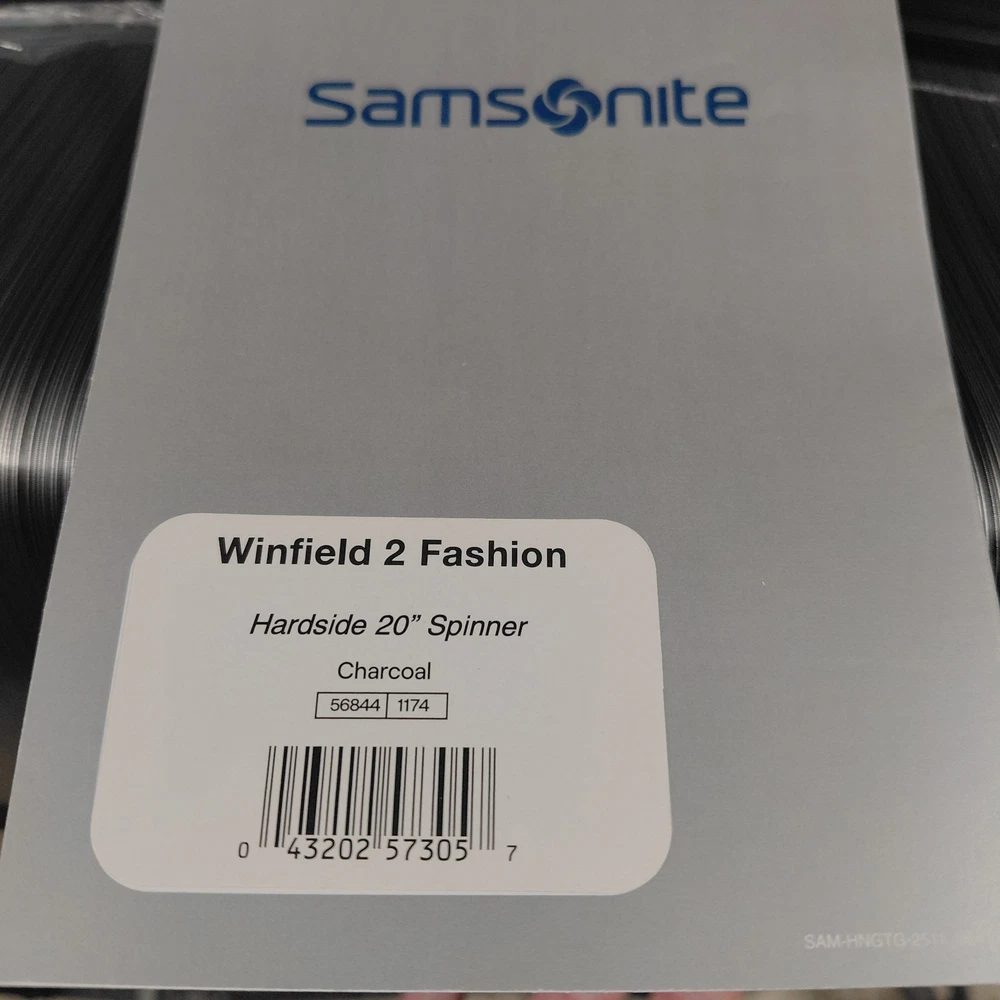 Samsonite
Winfield 2 Fashion
Hardside 20” Spinner
Charcoal
56844 1174
0 43202 57305 7